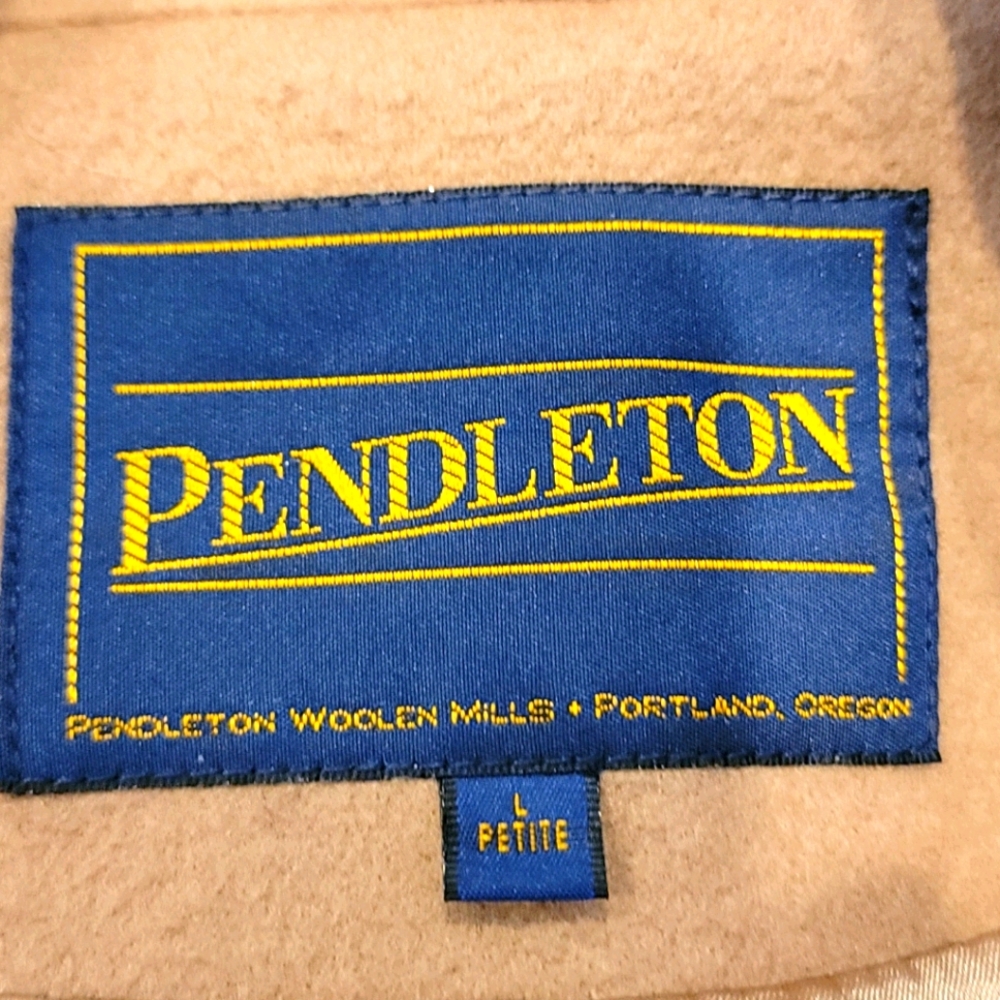 PENDLETON
PENDLETON WOOLEN MILLS • PORTLAND, OREGON
L
PETITE